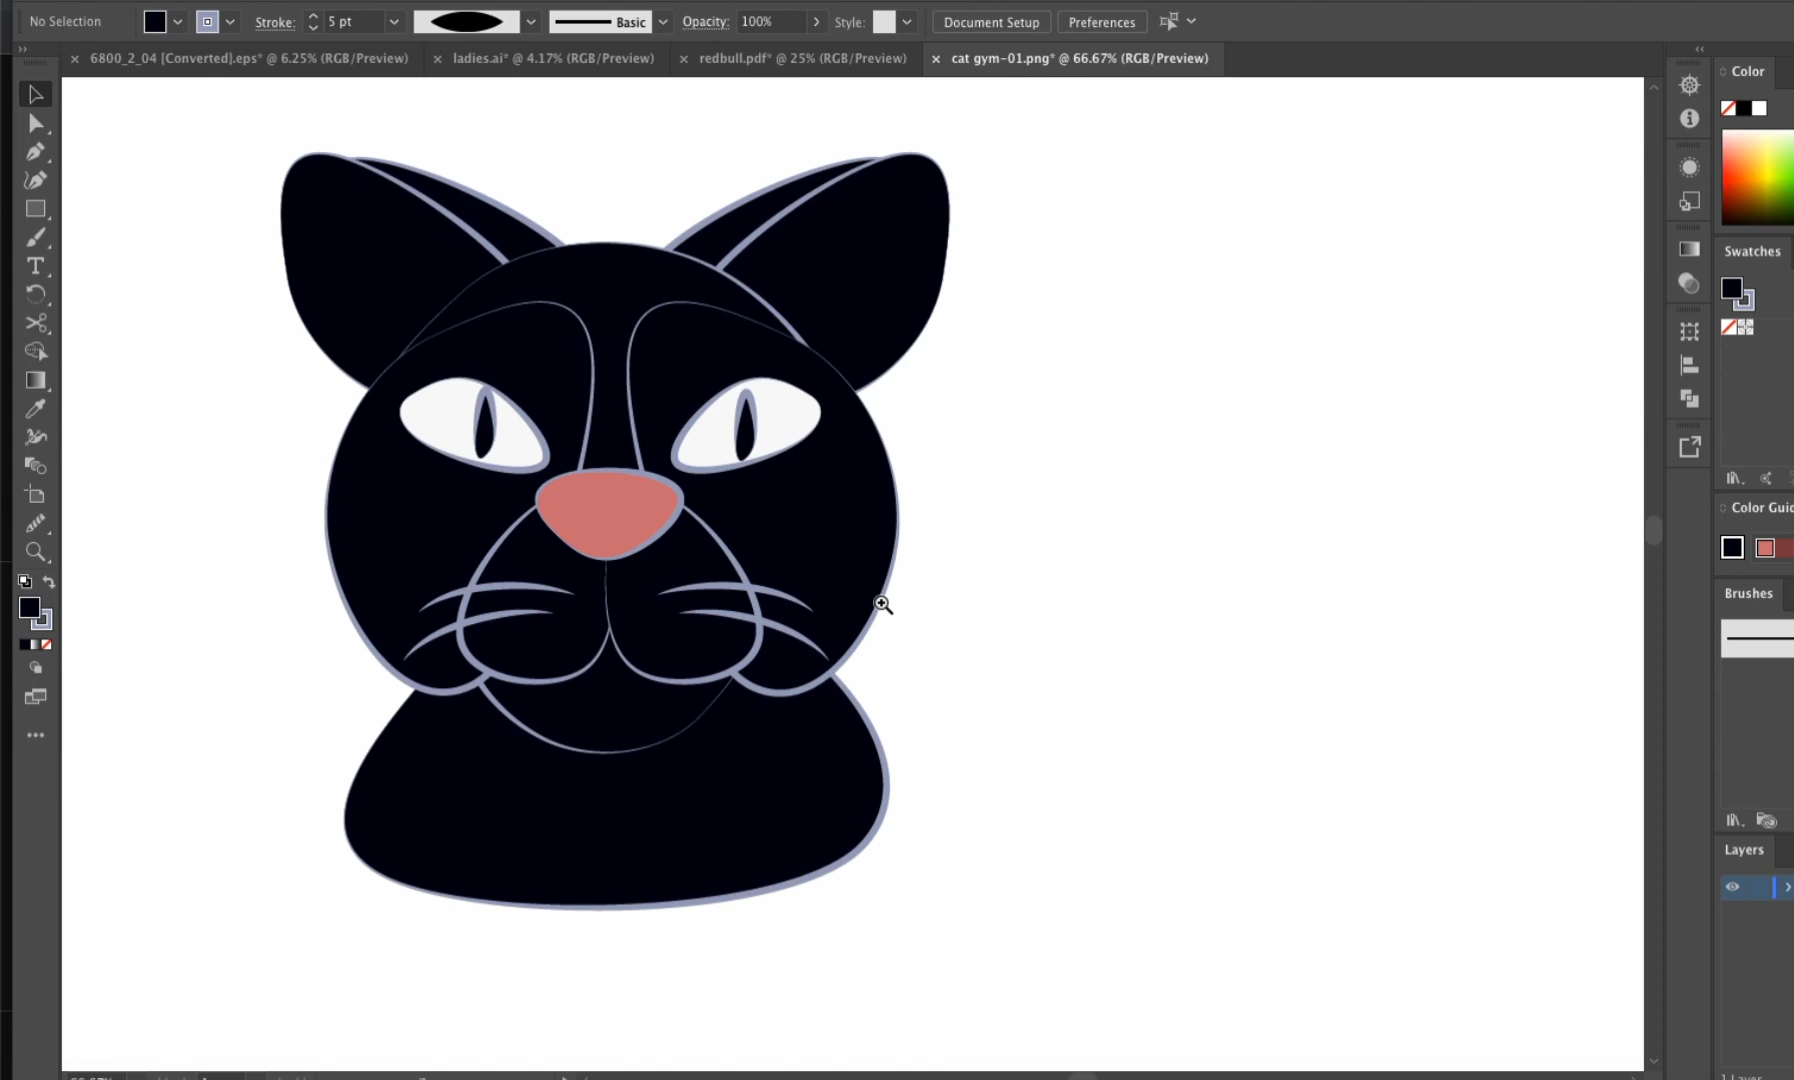 No Selection Stroke: 5 pt Basic Opacity: 100% Style: Document Setup Preferences
6800_2_04 [Converted].eps* @ 6.25% (RGB/Preview) ladies.ai* @ 4.17% (RGB/Preview) redbull.pdf* @ 25% (RGB/Preview) cat gym-01.png* @ 66.67% (RGB/Preview)
Color
Swatches
Color Guid
Brushes
Layers